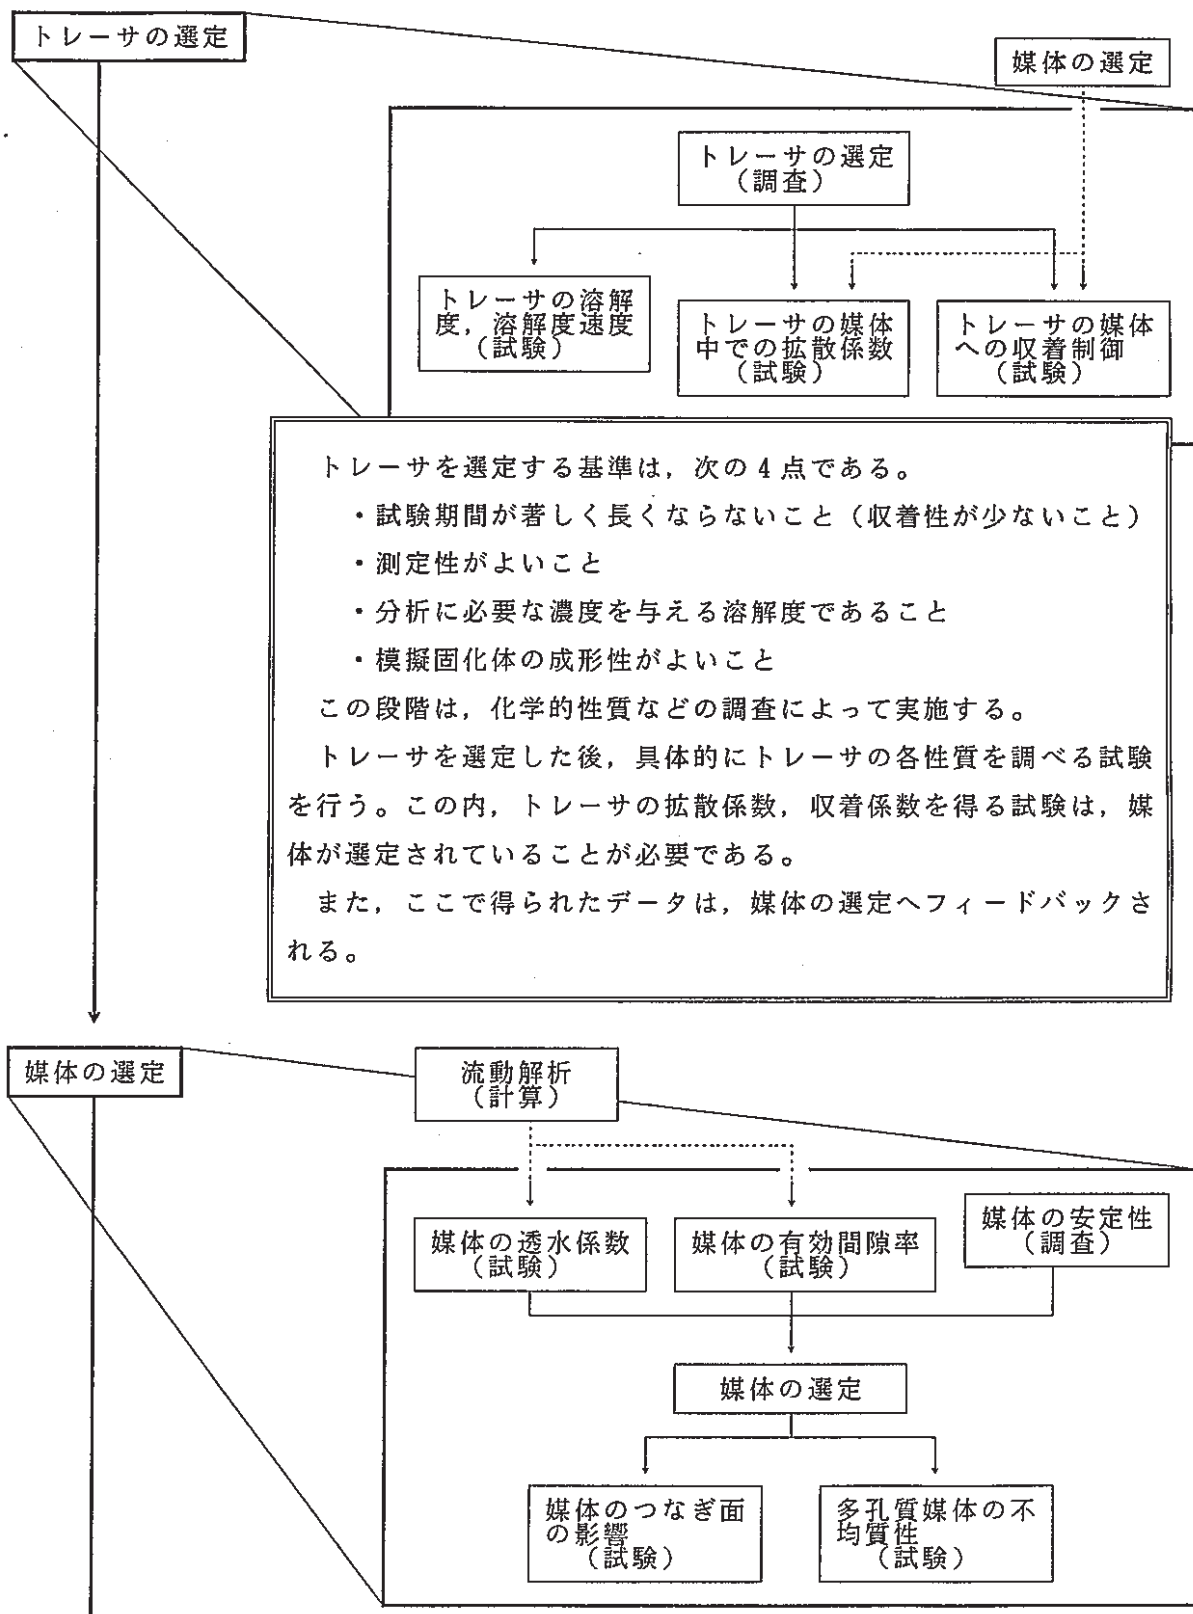 トレーサの選定
媒体の選定
トレーサの選定
（調査）
トレーサの溶解
度，溶解度速度
（試験）
トレーサの媒体
中での拡散係数
（試験）
トレーサの媒体
への収着制御
（試験）
トレーサを選定する基準は，次の4点である。
・試験期間が著しく長くならないこと（収着性が少ないこと）
・測定性がよいこと
・分析に必要な濃度を与える溶解度であること
・模擬固化体の成形性がよいこと
この段階は，化学的性質などの調査によって実施する。
トレーサを選定した後，具体的にトレーサの各性質を調べる試験
を行う。この内，トレーサの拡散係数，収着係数を得る試験は，媒
体が選定されていることが必要である。
また，ここで得られたデータは，媒体の選定へフィードバックさ
れる。
媒体の選定
流動解析
（計算）
媒体の透水係数
（試験）
媒体の有効間隙率
（試験）
媒体の安定性
（調査）
媒体の選定
媒体のつなぎ面
の影響
（試験）
多孔質媒体の不
均質性
（試験）